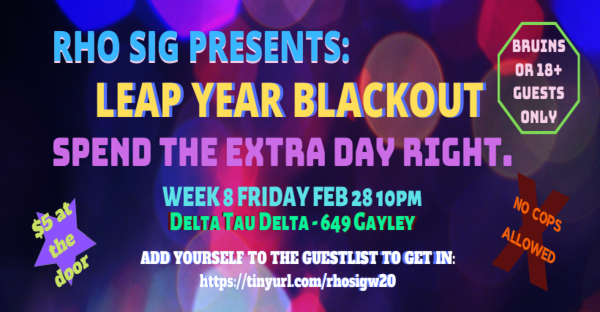 RHO SIG PRESENTS:
LEAP YEAR BLACKOUT
SPEND THE EXTRA DAY RIGHT.
BRUINS
OR 18+
GUESTS
ONLY
WEEK 8 FRIDAY FEB 28 10PM
DELTA TAU DELTA - 649 GAYLEY
$5 at
the
door
NO COPS
ALLOWED
ADD YOURSELF TO THE GUESTLIST TO GET IN:
https://tinyurl.com/rhosigw20